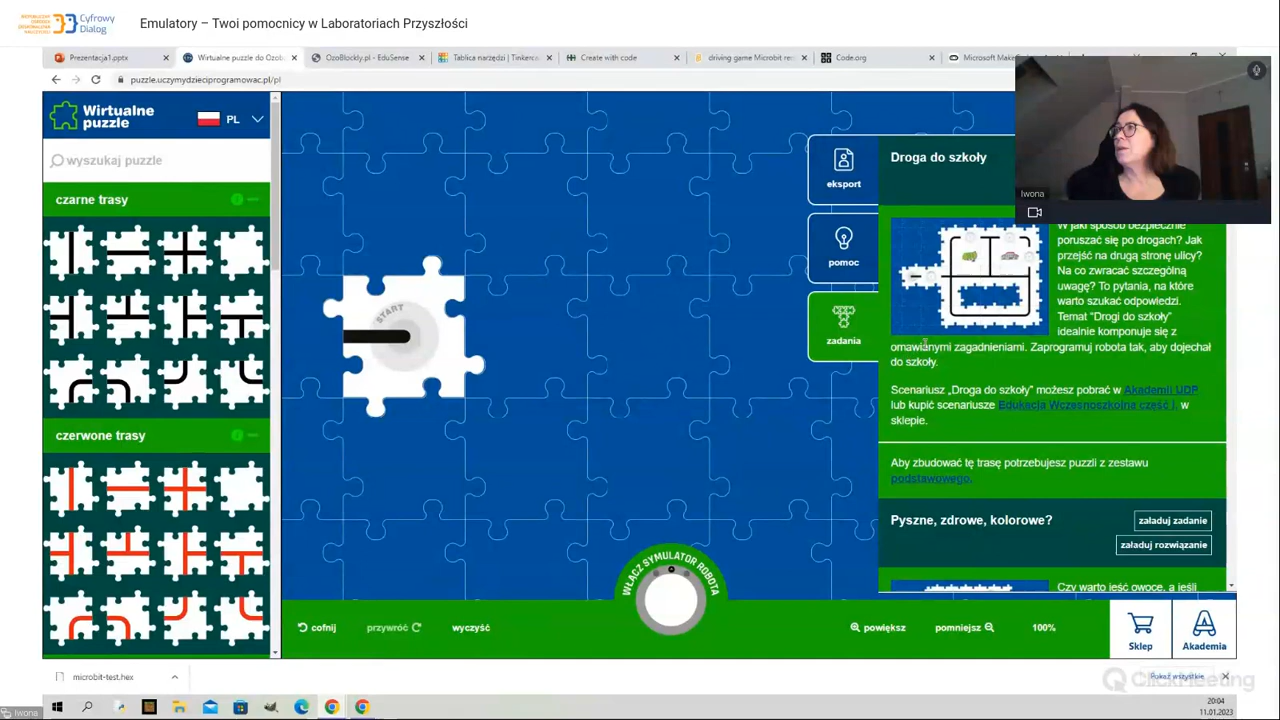 Cyfrowy
Dialog
Emulatory – Twoi pomocnicy w Laboratoriach Przyszłości
Prezentacja1.pptx
Wirtualne puzzle do Ozob
OzoBlockly.pl - EduSense
Tablica narzędzi | Tinkerca
Create with code
driving game Microbit res
Code.org
Microsoft Mak
puzzle.uczymydzieciprogramowac.pl/pl
Wirtualne
puzzle
PL
wyszukaj puzzle
czarne trasy
czerwone trasy
START
eksport
pomoc
zadania
Iwona
Droga do szkoły
W jaki sposób bezpiecznie
poruszać się po drogach? Jak
przejść na drugą stronę ulicy?
Na co zwracać szczególną
uwagę? To pytania, na które
warto szukać odpowiedzi.
Temat "Drogi do szkoły"
idealnie komponuje się z
omawianymi zagadnieniami. Zaprogramuj robota tak, aby dojechał
do szkoły.
Scenariusz „Droga do szkoły" możesz pobrać w Akademii UDP
lub kupić scenariusze Edukacja Wczesnoszkolna część I, w
sklepie.
Aby zbudować tę trasę potrzebujesz puzzli z zestawu
podstawowego.
Pyszne, zdrowe, kolorowe?
załaduj zadanie
załaduj rozwiązanie
Czy warto jeść owoce, a jeśli
WŁĄCZ SYMULATOR ROBOTA
cofnij
przywróć
wyczyść
powiększ
pomniejsz
100%
Sklep
Akademia
microbit-test.hex
Pokaż wszystkie
ClickMeeting
20:04
11.01.2023
Iwona